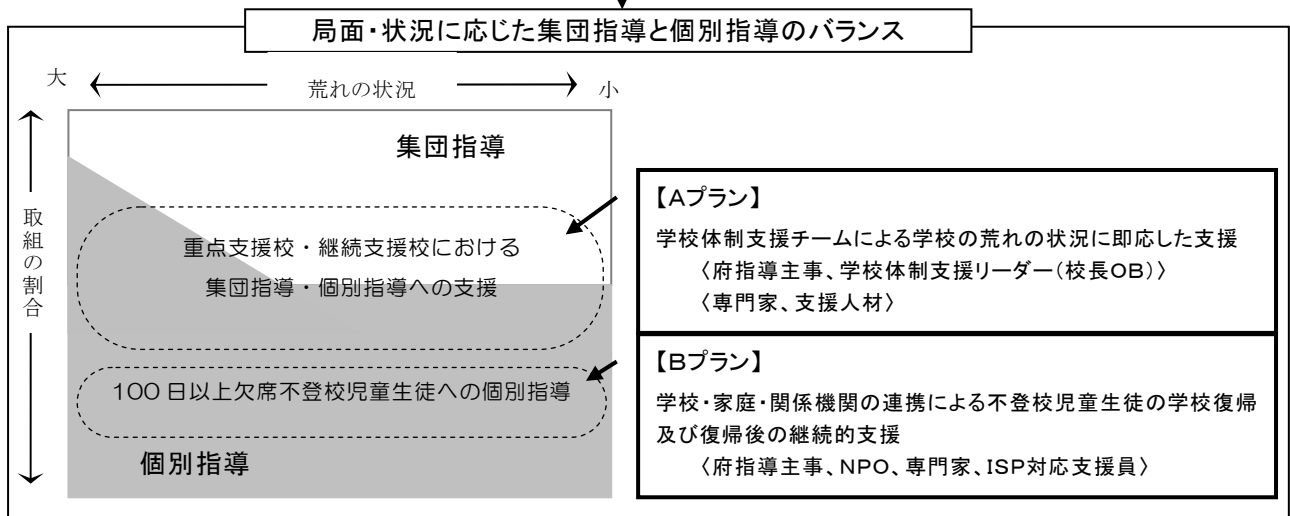 局面・状況に応じた集団指導と個別指導のバランス
大
荒れの状況
小
取組の割合
集団指導
重点支援校・継続支援校における
集団指導・個別指導への支援
100日以上欠席不登校児童生徒への個別指導
個別指導
【Aプラン】
学校体制支援チームによる学校の荒れの状況に即応した支援
〈府指導主事、学校体制支援リーダー(校長OB)〉
〈専門家、支援人材〉
【Bプラン】
学校・家庭・関係機関の連携による不登校児童生徒の学校復帰
及び復帰後の継続的支援
〈府指導主事、NPO、専門家、ISP対応支援員〉